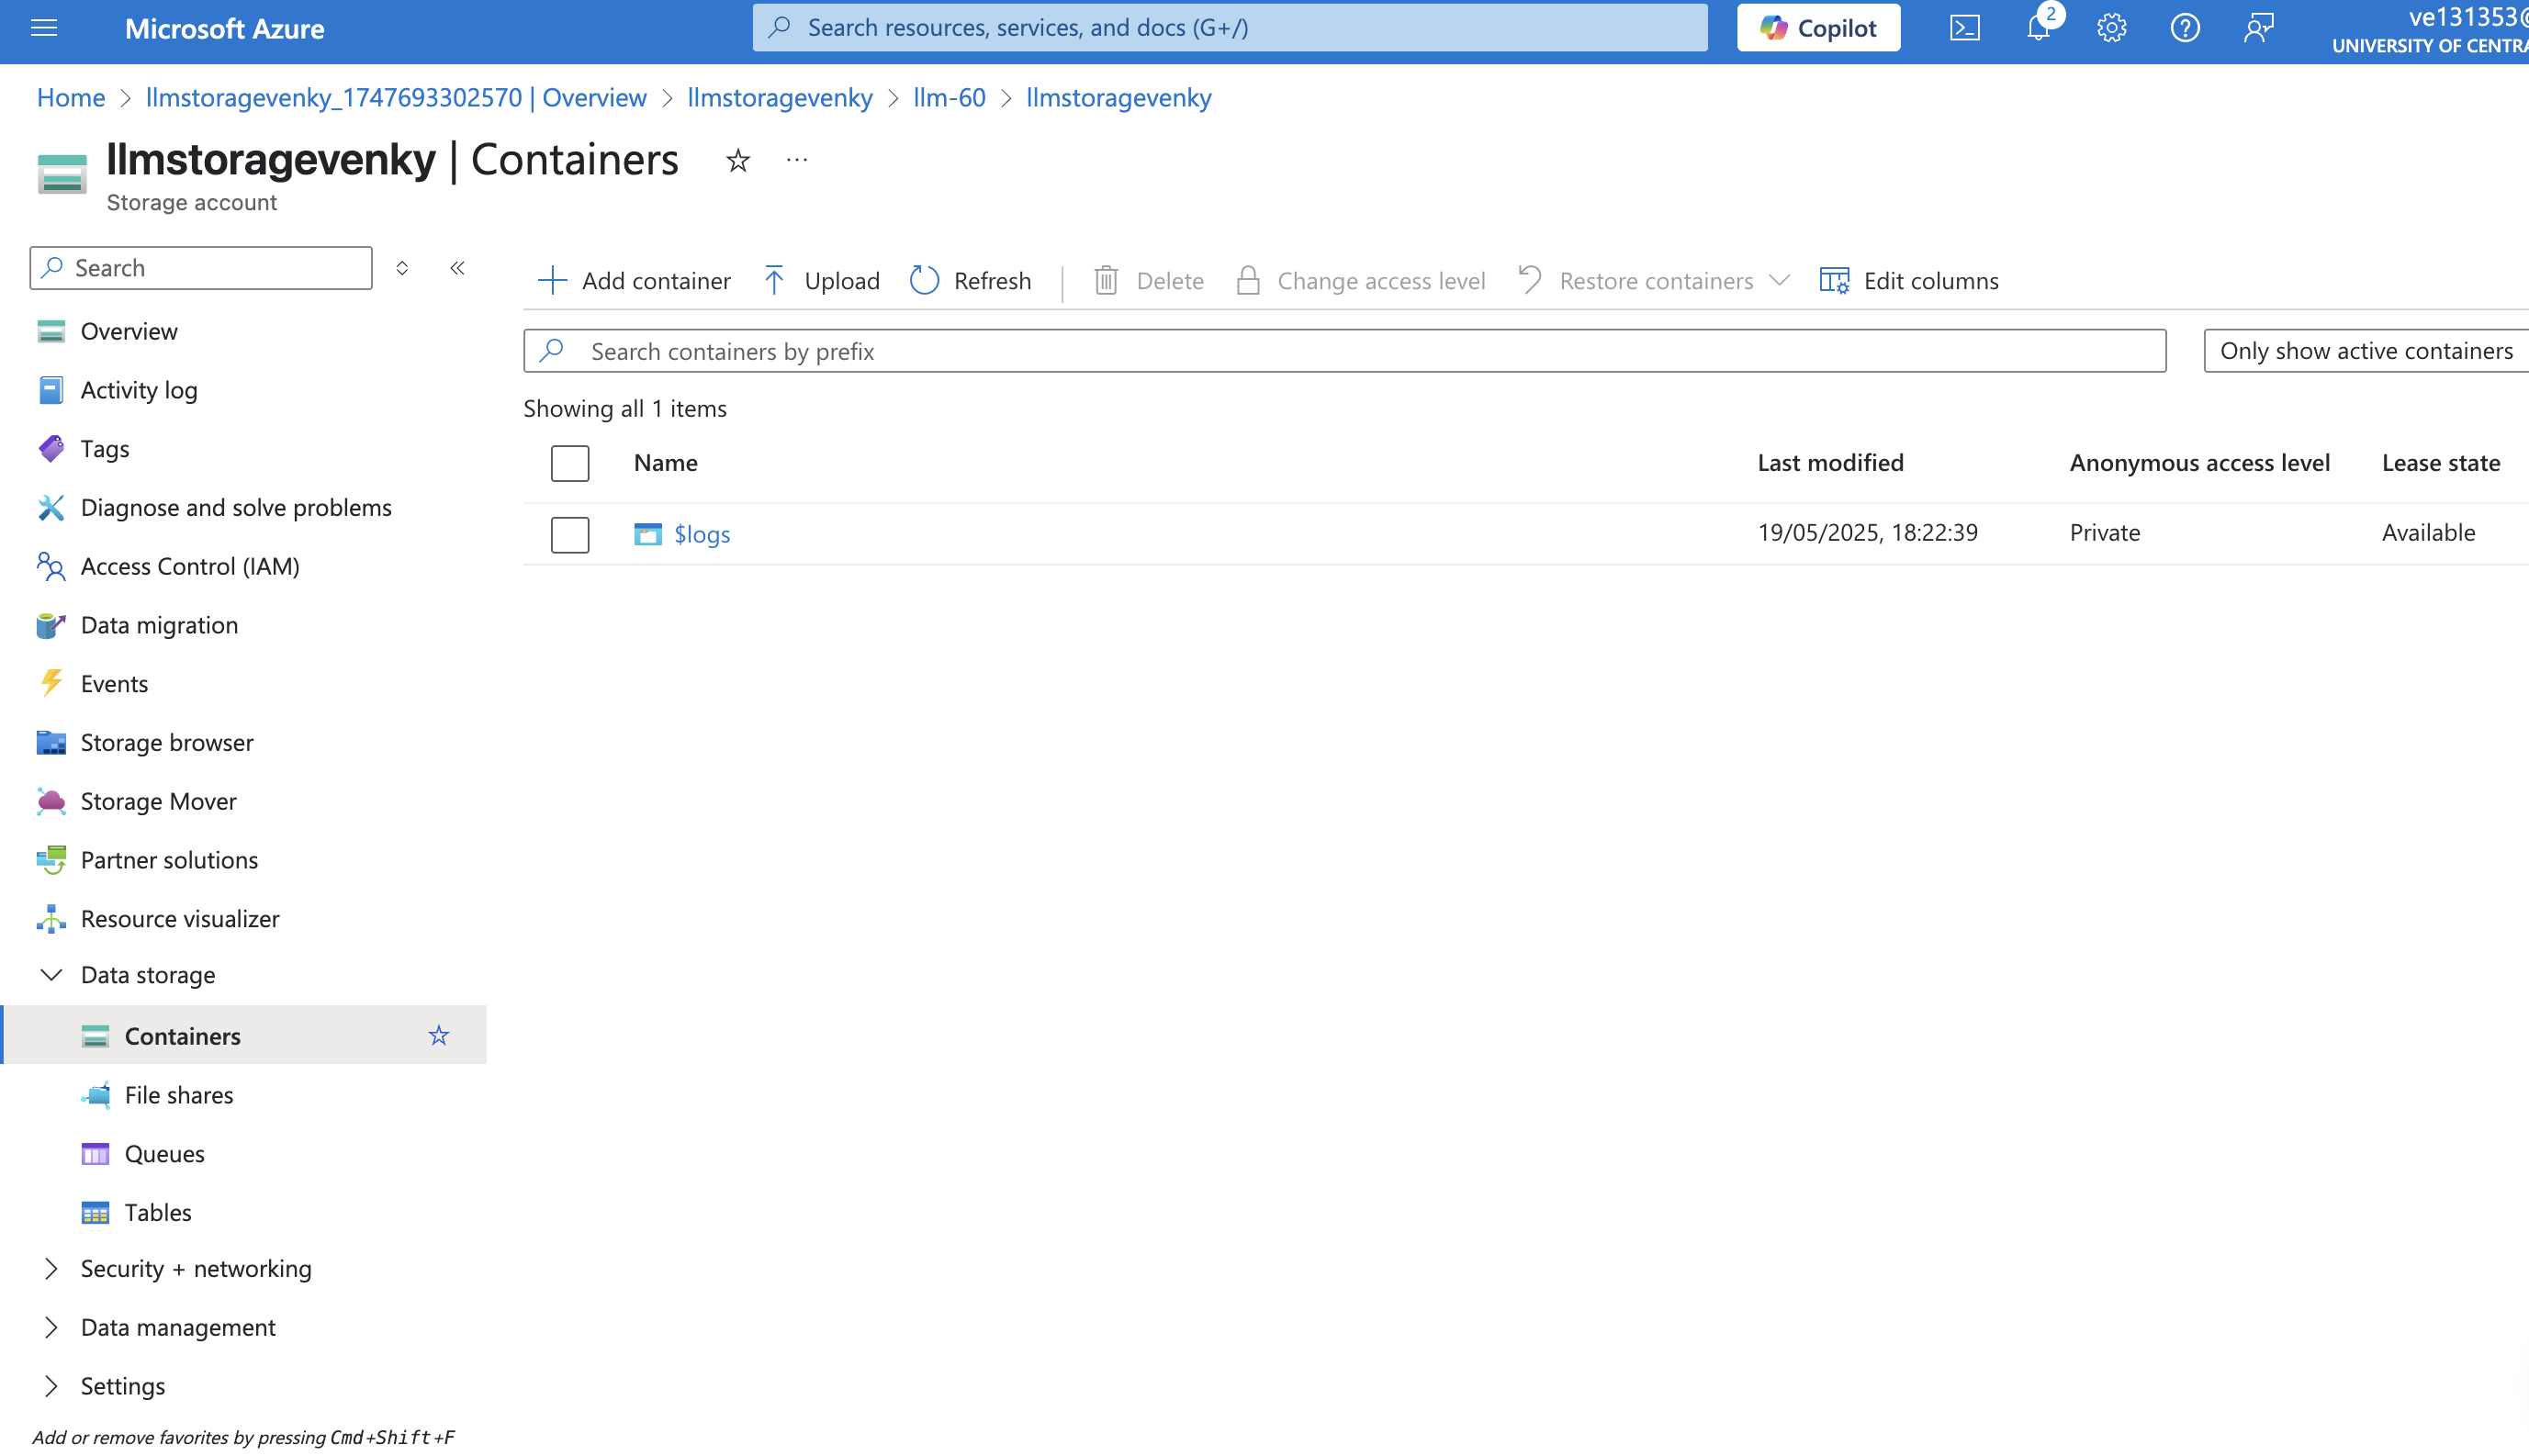 Microsoft Azure
Search resources, services, and docs (G+/)
Copilot
2
ve131353@
UNIVERSITY OF CENTRA
Home > llmstoragevenky_1747693302570 | Overview > llmstoragevenky > llm-60 > llmstoragevenky
llmstoragevenky | Containers
Storage account
Search
Add container
Upload
Refresh
Delete
Change access level
Restore containers
Edit columns
Search containers by prefix
Only show active containers
Showing all 1 items
Name Last modified Anonymous access level Lease state
$logs 19/05/2025, 18:22:39 Private Available
Overview
Activity log
Tags
Diagnose and solve problems
Access Control (IAM)
Data migration
Events
Storage browser
Storage Mover
Partner solutions
Resource visualizer
Data storage
Containers
File shares
Queues
Tables
Security + networking
Data management
Settings
Add or remove favorites by pressing Cmd+Shift+F